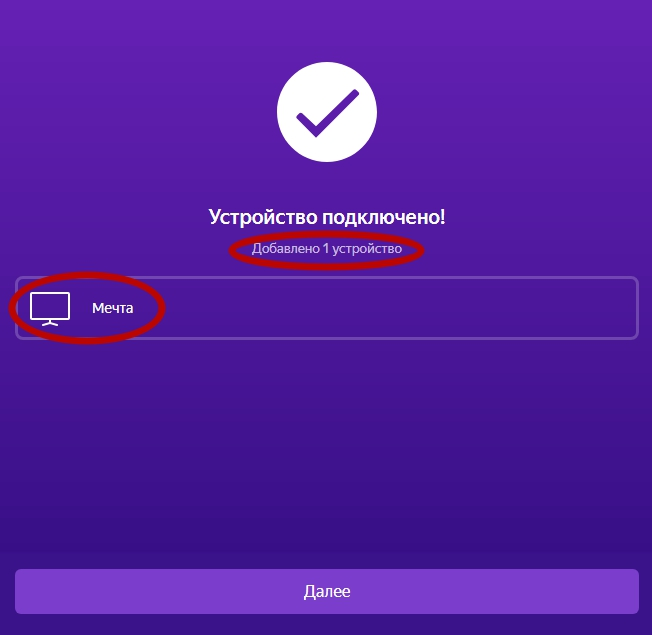 Устройство подключено!
Добавлено 1 устройство
Мечта
Далее